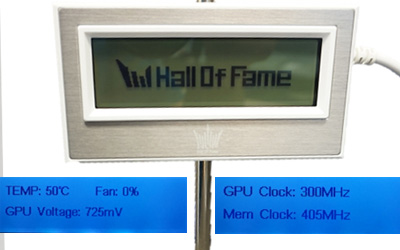 Hall Of Fame
TEMP: 50℃ Fan: 0%
GPU Voltage: 725mV
GPU Clock: 300MHz
Mem Clock: 405MHz